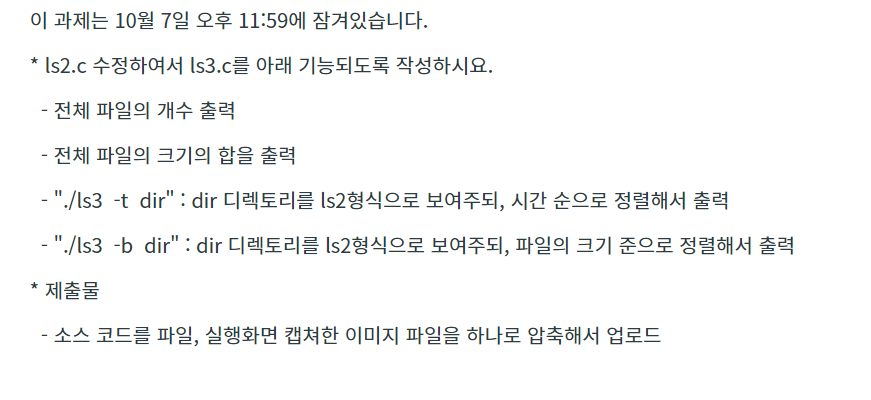 이 과제는 10월 7일 오후 11:59에 잠겨있습니다.
* ls2.c 수정하여서 ls3.c를 아래 기능되도록 작성하시요.
- 전체 파일의 개수 출력
- 전체 파일의 크기의 합을 출력
- "./ls3 -t dir" : dir 디렉토리를 ls2형식으로 보여주되, 시간 순으로 정렬해서 출력
- "./ls3 -b dir" : dir 디렉토리를 ls2형식으로 보여주되, 파일의 크기 준으로 정렬해서 출력
* 제출물
- 소스 코드를 파일, 실행화면 캡쳐한 이미지 파일을 하나로 압축해서 업로드